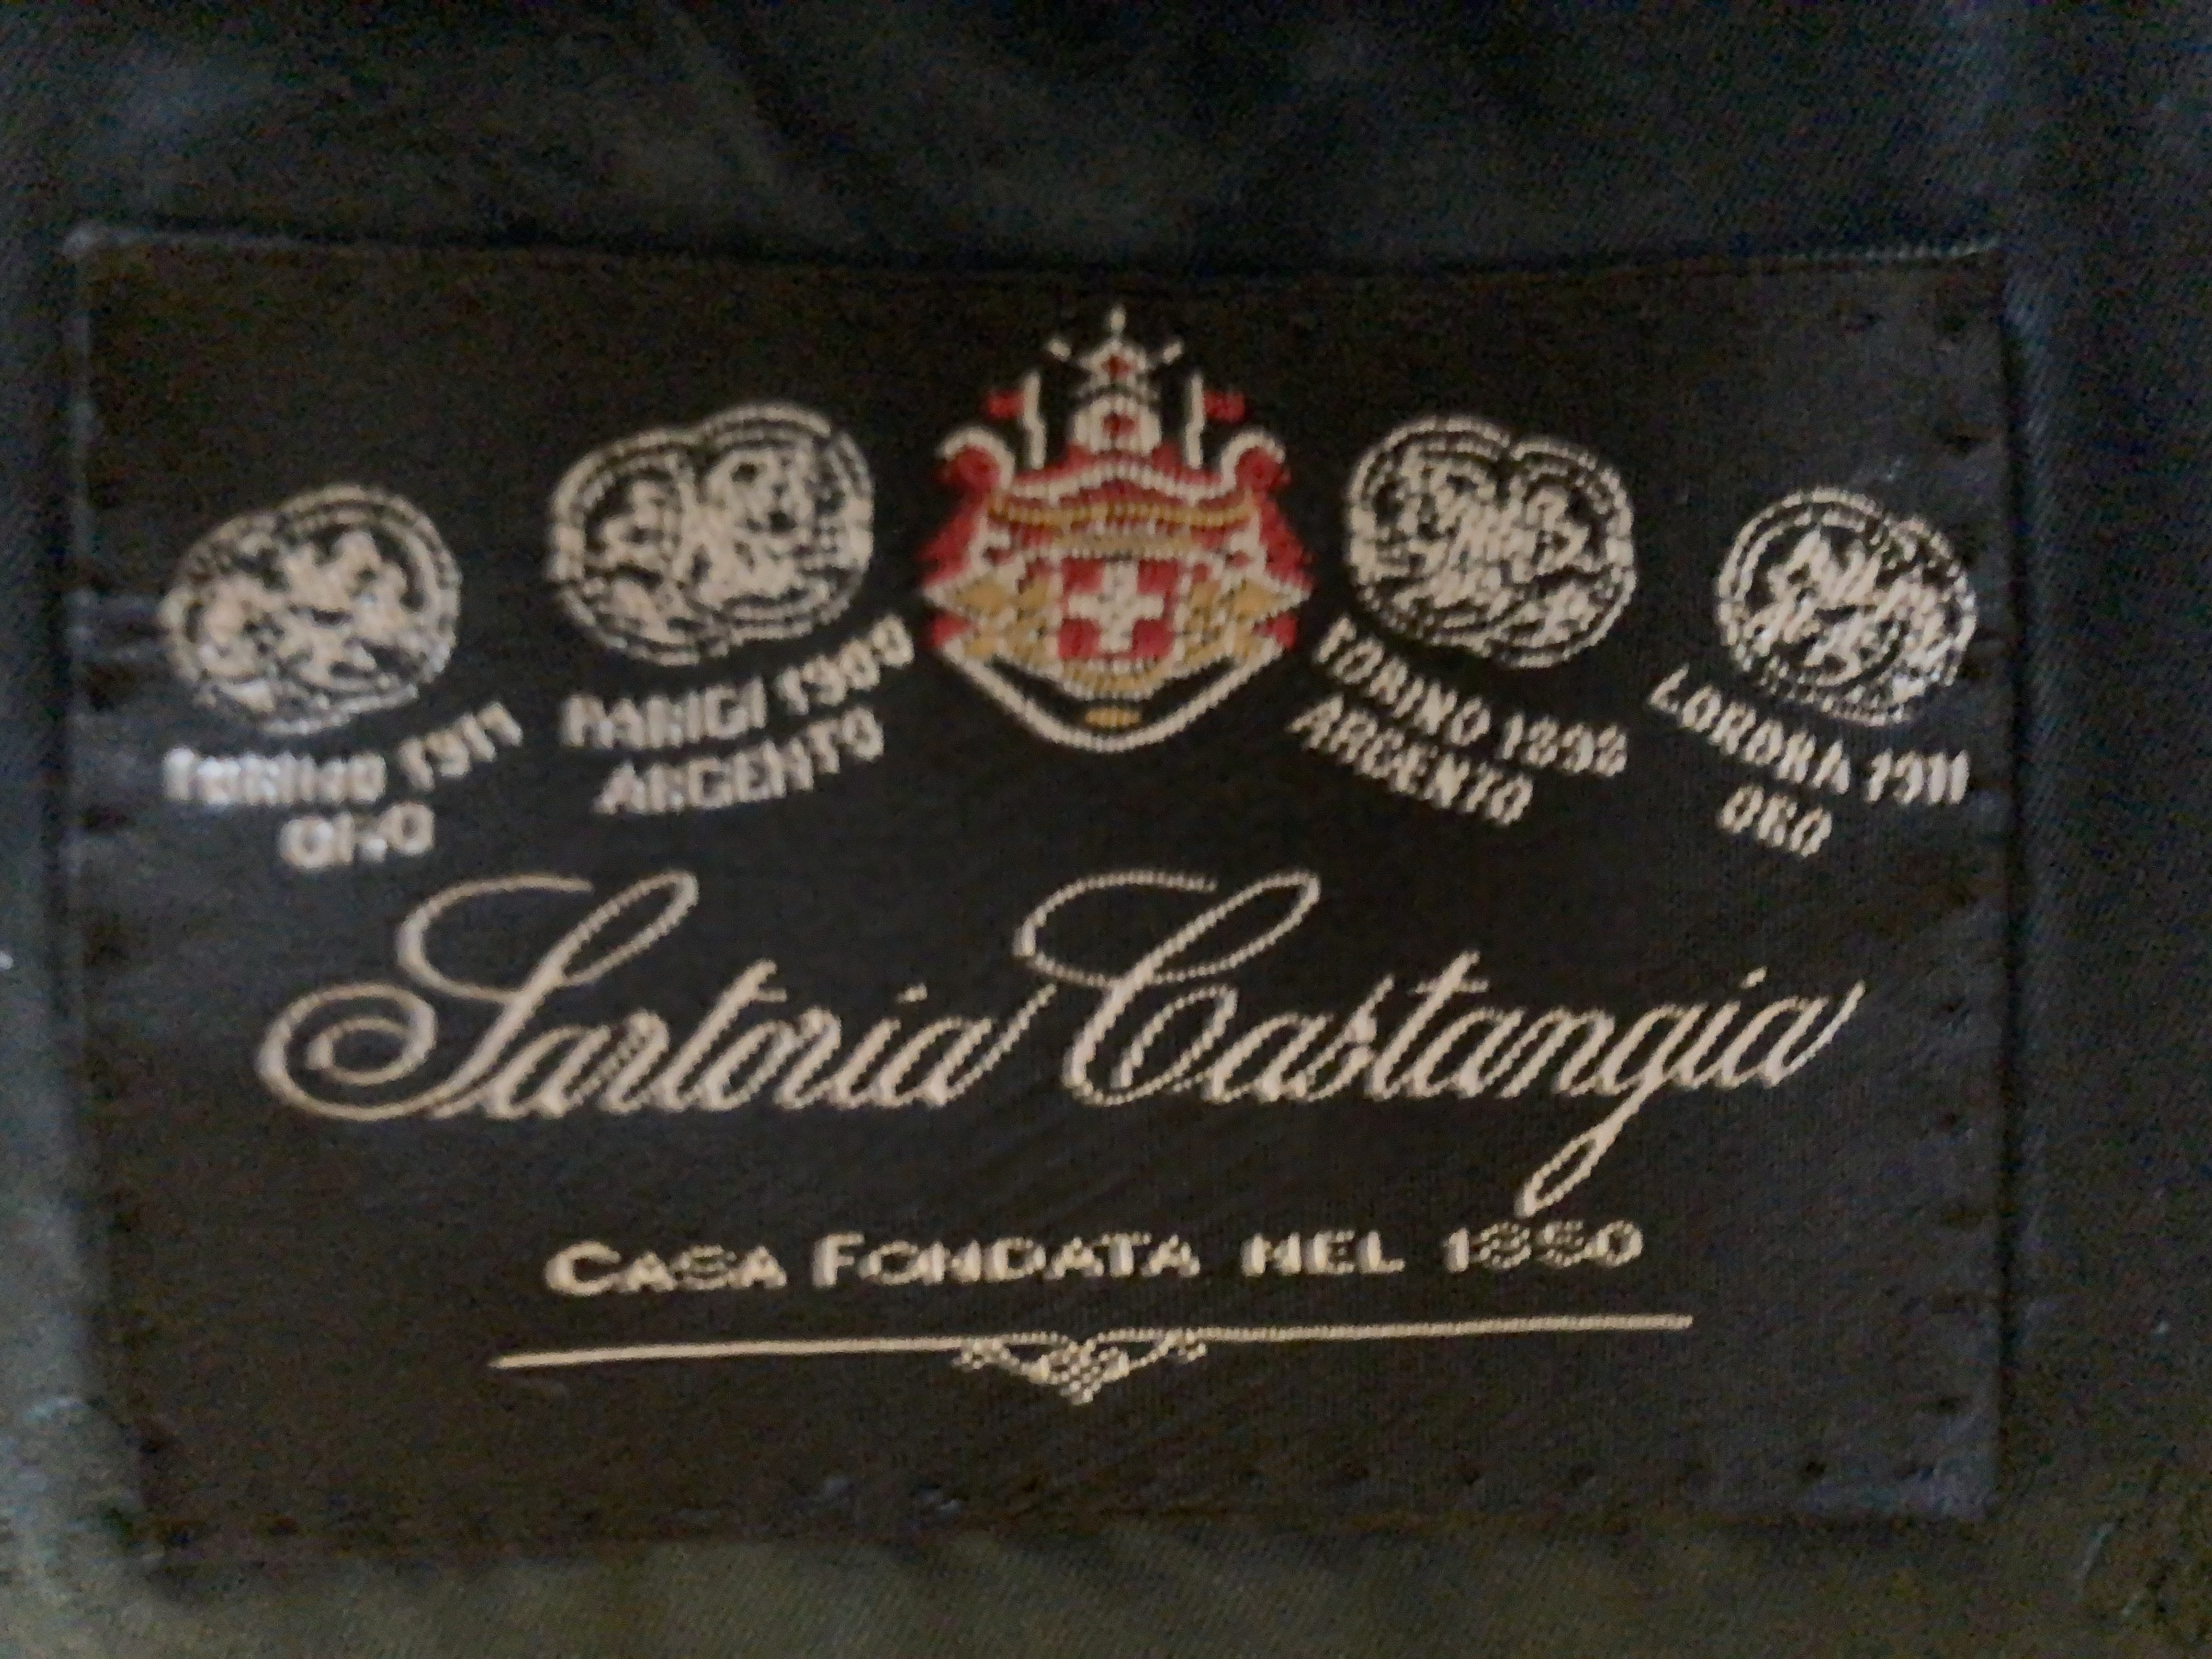 TORINO 1911
ORO
PARIGI 1900
ARGENTO
TORINO 1898
ARGENTO
LONDRA 1911
ORO
Sartoria Castangia
CASA FONDATA NEL 1850